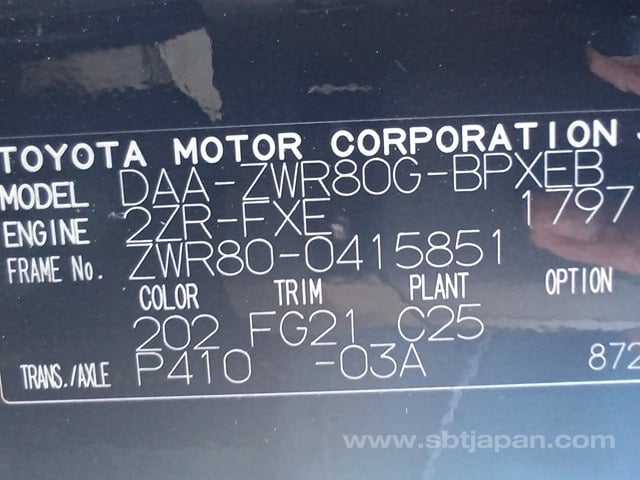 TOYOTA MOTOR CORPORATION
MODEL DAA-ZWR80G-BPXEB
ENGINE 2ZR-FXE 1797
FRAME No. ZWR80-0415851
COLOR TRIM PLANT OPTION
202 FG21 C25
TRANS./AXLE P410 -03A 872
www.sbtjapan.com